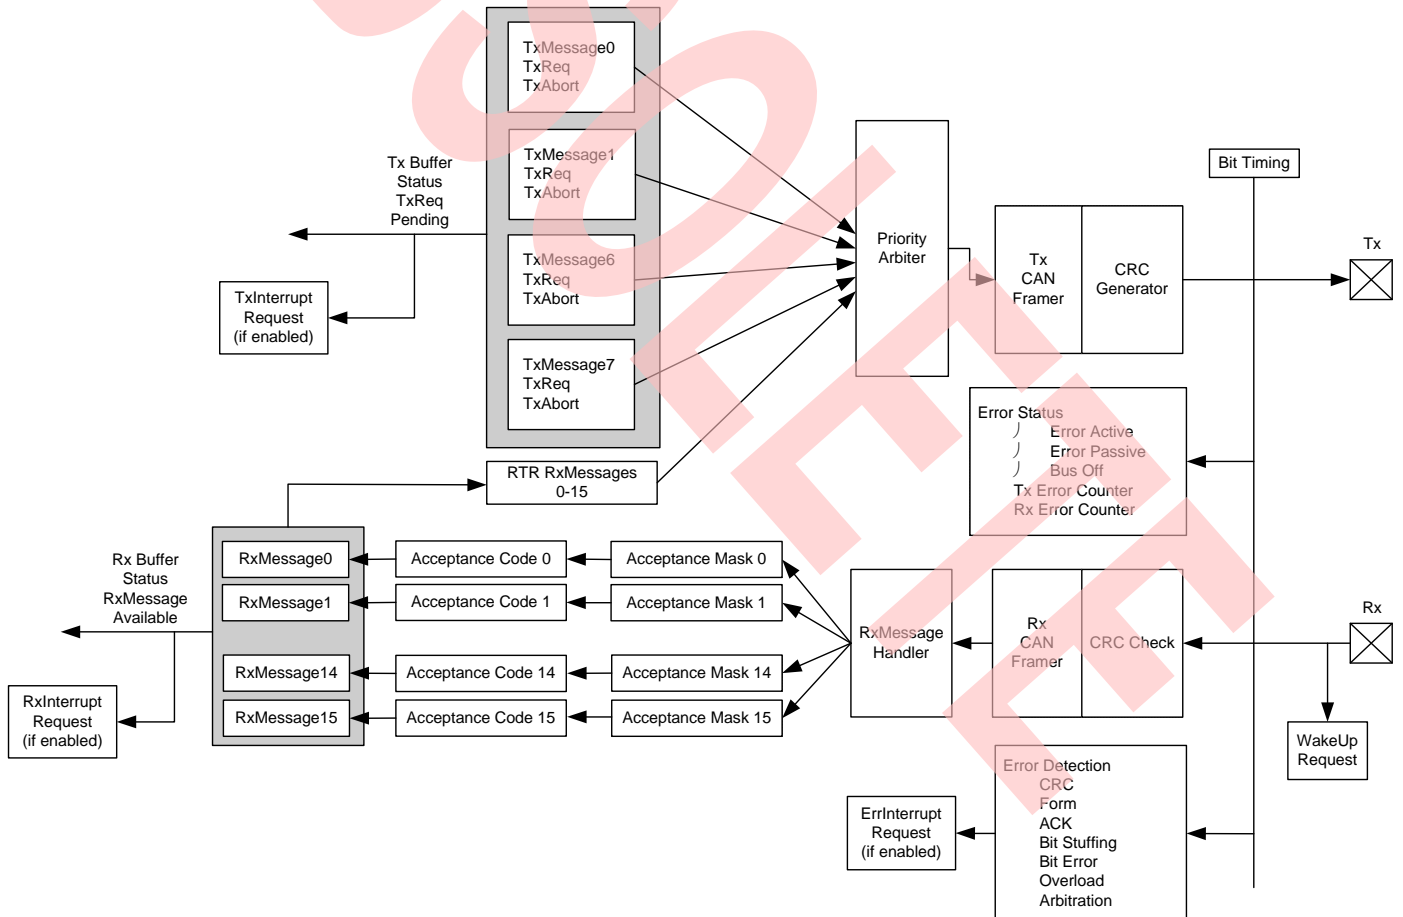 TxMessage0
TxReq
TxAbort
TxMessage1
TxReq
TxAbort
TxMessage6
TxReq
TxAbort
TxMessage7
TxReq
TxAbort
Tx Buffer
Status
TxReq
Pending
TxInterrupt
Request
(if enabled)
Priority
Arbiter
Tx
CAN
Framer
CRC
Generator
Bit Timing
Tx
RTR RxMessages
0-15
Error Status
Error Active
Error Passive
Bus Off
Tx Error Counter
Rx Error Counter
Rx Buffer
Status
RxMessage
Available
RxInterrupt
Request
(if enabled)
RxMessage0
Acceptance Code 0
Acceptance Mask 0
RxMessage1
Acceptance Code 1
Acceptance Mask 1
RxMessage14
Acceptance Code 14
Acceptance Mask 14
RxMessage15
Acceptance Code 15
Acceptance Mask 15
RxMessage
Handler
Rx
CAN
Framer
CRC Check
Rx
WakeUp
Request
ErrInterrupt
Request
(if enabled)
Error Detection
CRC
Form
ACK
Bit Stuffing
Bit Error
Overload
Arbitration